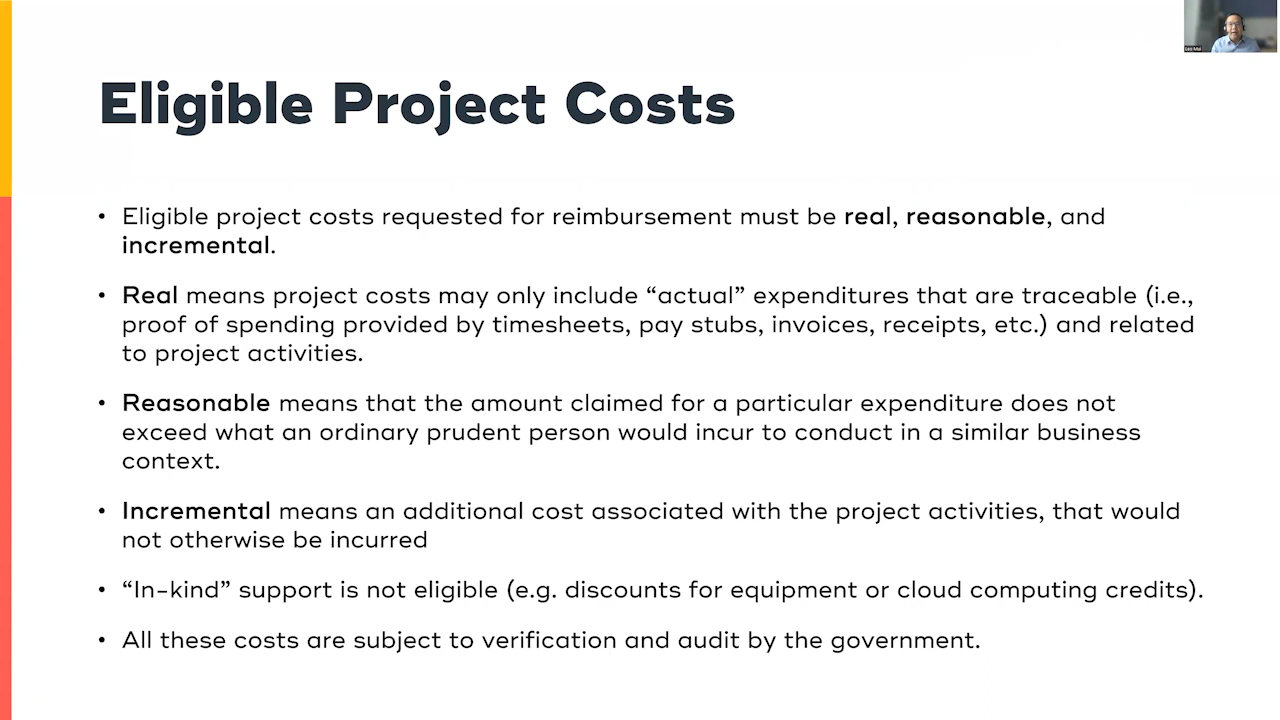 Eligible Project Costs
• Eligible project costs requested for reimbursement must be real, reasonable, and
incremental.
• Real means project costs may only include “actual” expenditures that are traceable (i.e.,
proof of spending provided by timesheets, pay stubs, invoices, receipts, etc.) and related
to project activities.
• Reasonable means that the amount claimed for a particular expenditure does not
exceed what an ordinary prudent person would incur to conduct in a similar business
context.
• Incremental means an additional cost associated with the project activities, that would
not otherwise be incurred
• “In-kind” support is not eligible (e.g. discounts for equipment or cloud computing credits).
• All these costs are subject to verification and audit by the government.